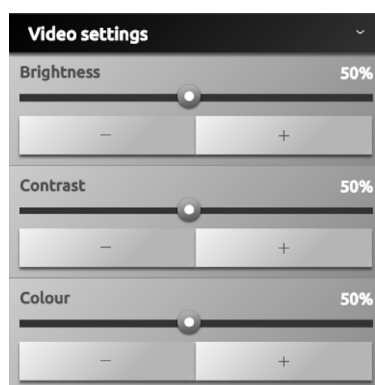 Video settings
Brightness 50%
− +
Contrast 50%
− +
Colour 50%
− +